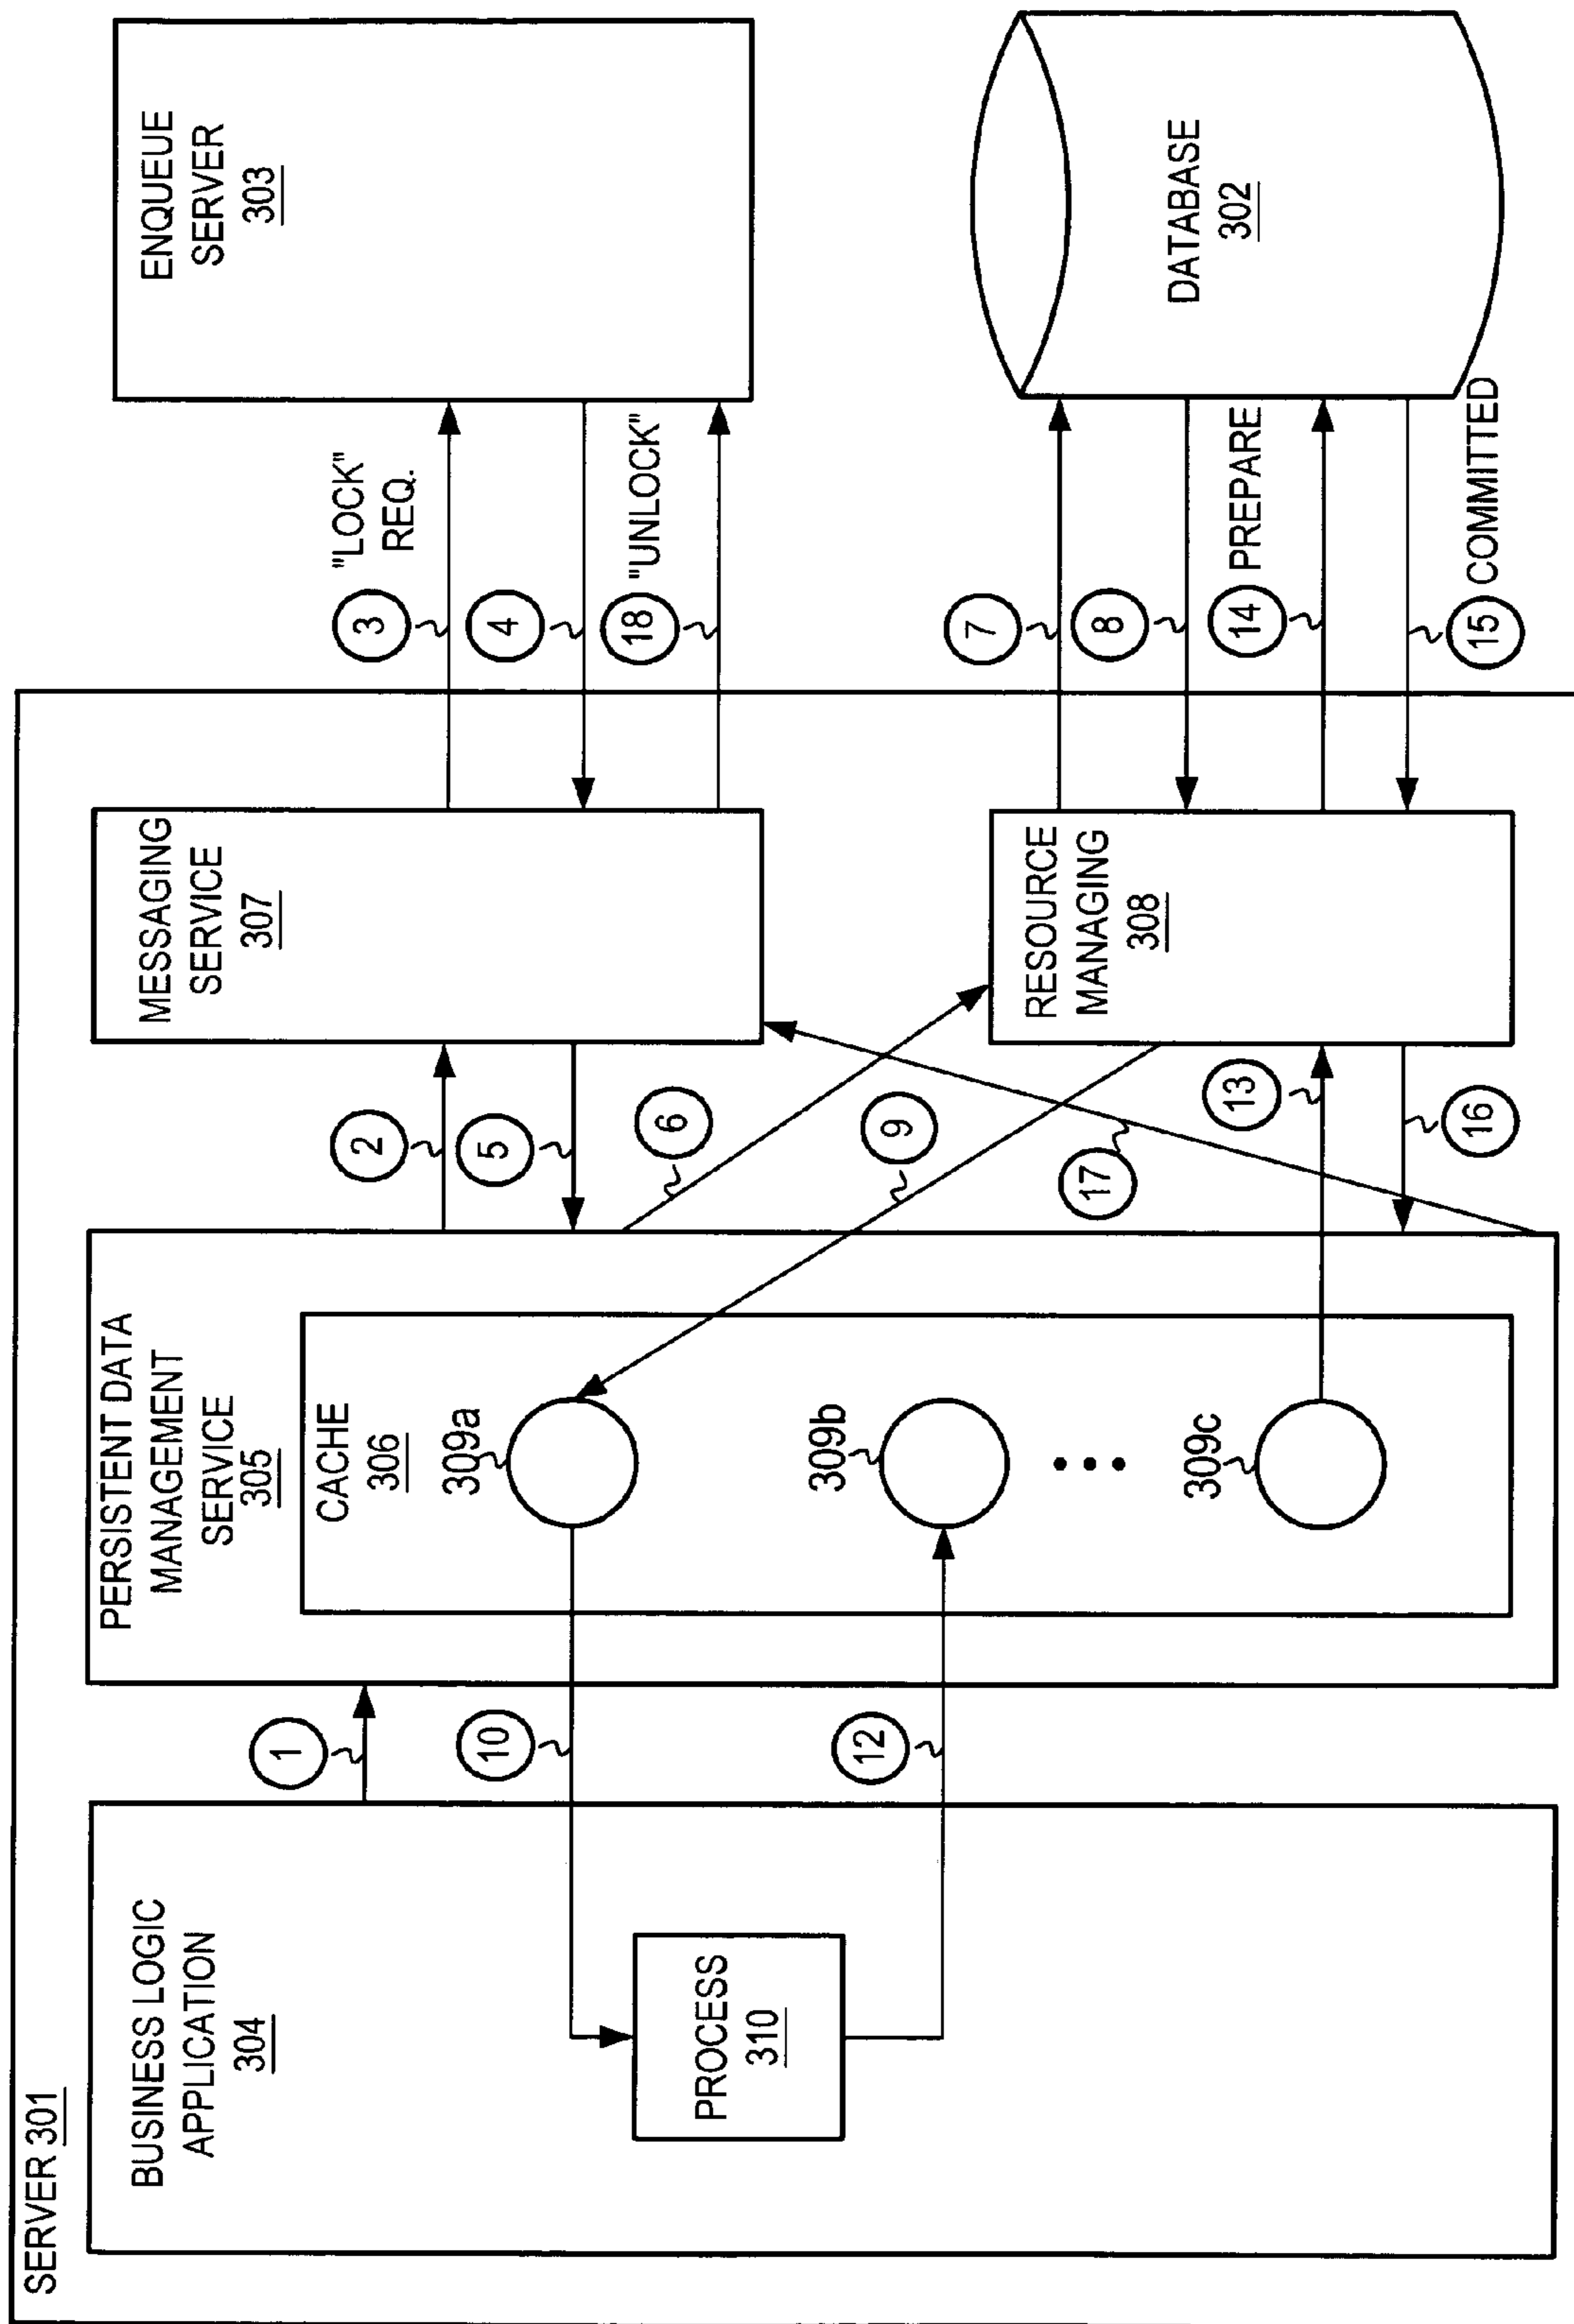 SERVER 301
BUSINESS LOGIC
APPLICATION
304
PROCESS
310
1
10
12
PERSISTENT DATA
MANAGEMENT
SERVICE
305
CACHE
306
309a
309b
309c
2
5
6
9
17
13
16
MESSAGING
SERVICE
307
RESOURCE
MANAGING
308
3
"LOCK"
REQ.
4
18
"UNLOCK"
7
8
14
PREPARE
15
COMMITTED
ENQUEUE
SERVER
303
DATABASE
302